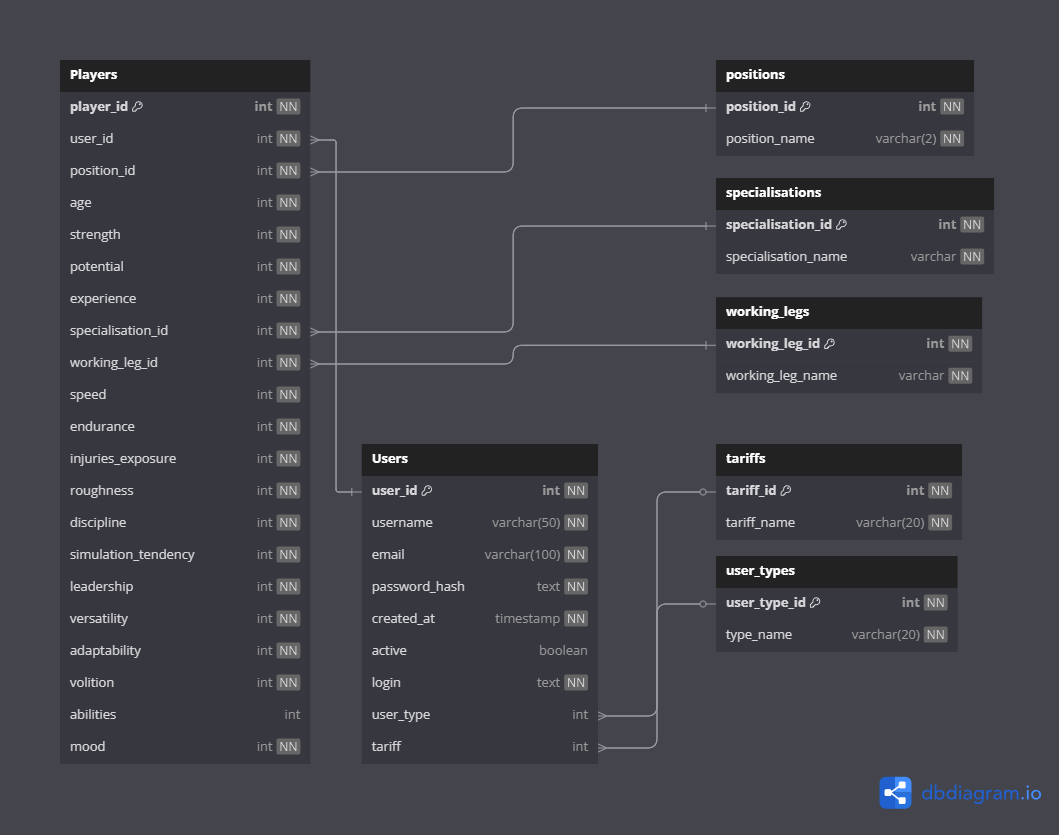 Players
player_id int NN
user_id int NN
position_id int NN
age int NN
strength int NN
potential int NN
experience int NN
specialisation_id int NN
working_leg_id int NN
speed int NN
endurance int NN
injuries_exposure int NN
roughness int NN
discipline int NN
simulation_tendency int NN
leadership int NN
versatility int NN
adaptability int NN
volition int NN
abilities int
mood int NN
Users
user_id int NN
username varchar(50) NN
email varchar(100) NN
password_hash text NN
created_at timestamp NN
active boolean
login text NN
user_type int
tariff int
positions
position_id int NN
position_name varchar(2) NN
specialisations
specialisation_id int NN
specialisation_name varchar NN
working_legs
working_leg_id int NN
working_leg_name varchar NN
tariffs
tariff_id int NN
tariff_name varchar(20) NN
user_types
user_type_id int NN
type_name varchar(20) NN
dbdiagram.io